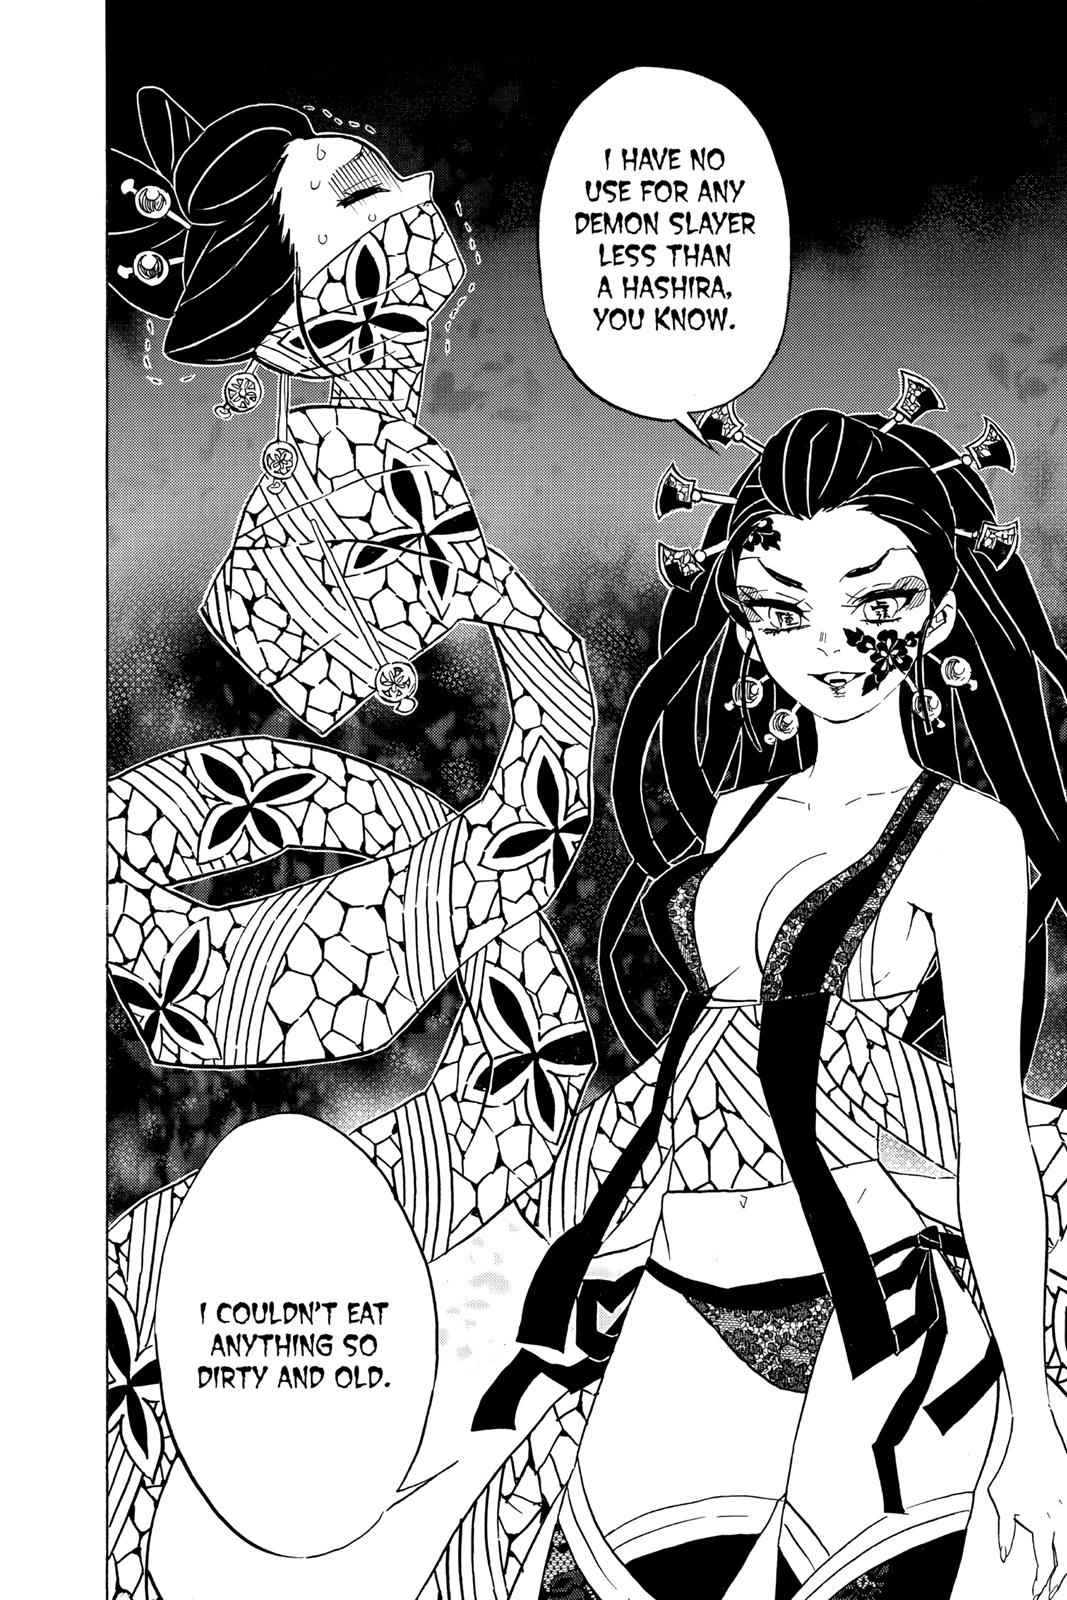 I HAVE NO
USE FOR ANY
DEMON SLAYER
LESS THAN
A HASHIRA,
YOU KNOW.
I COULDN'T EAT
ANYTHING SO
DIRTY AND OLD.